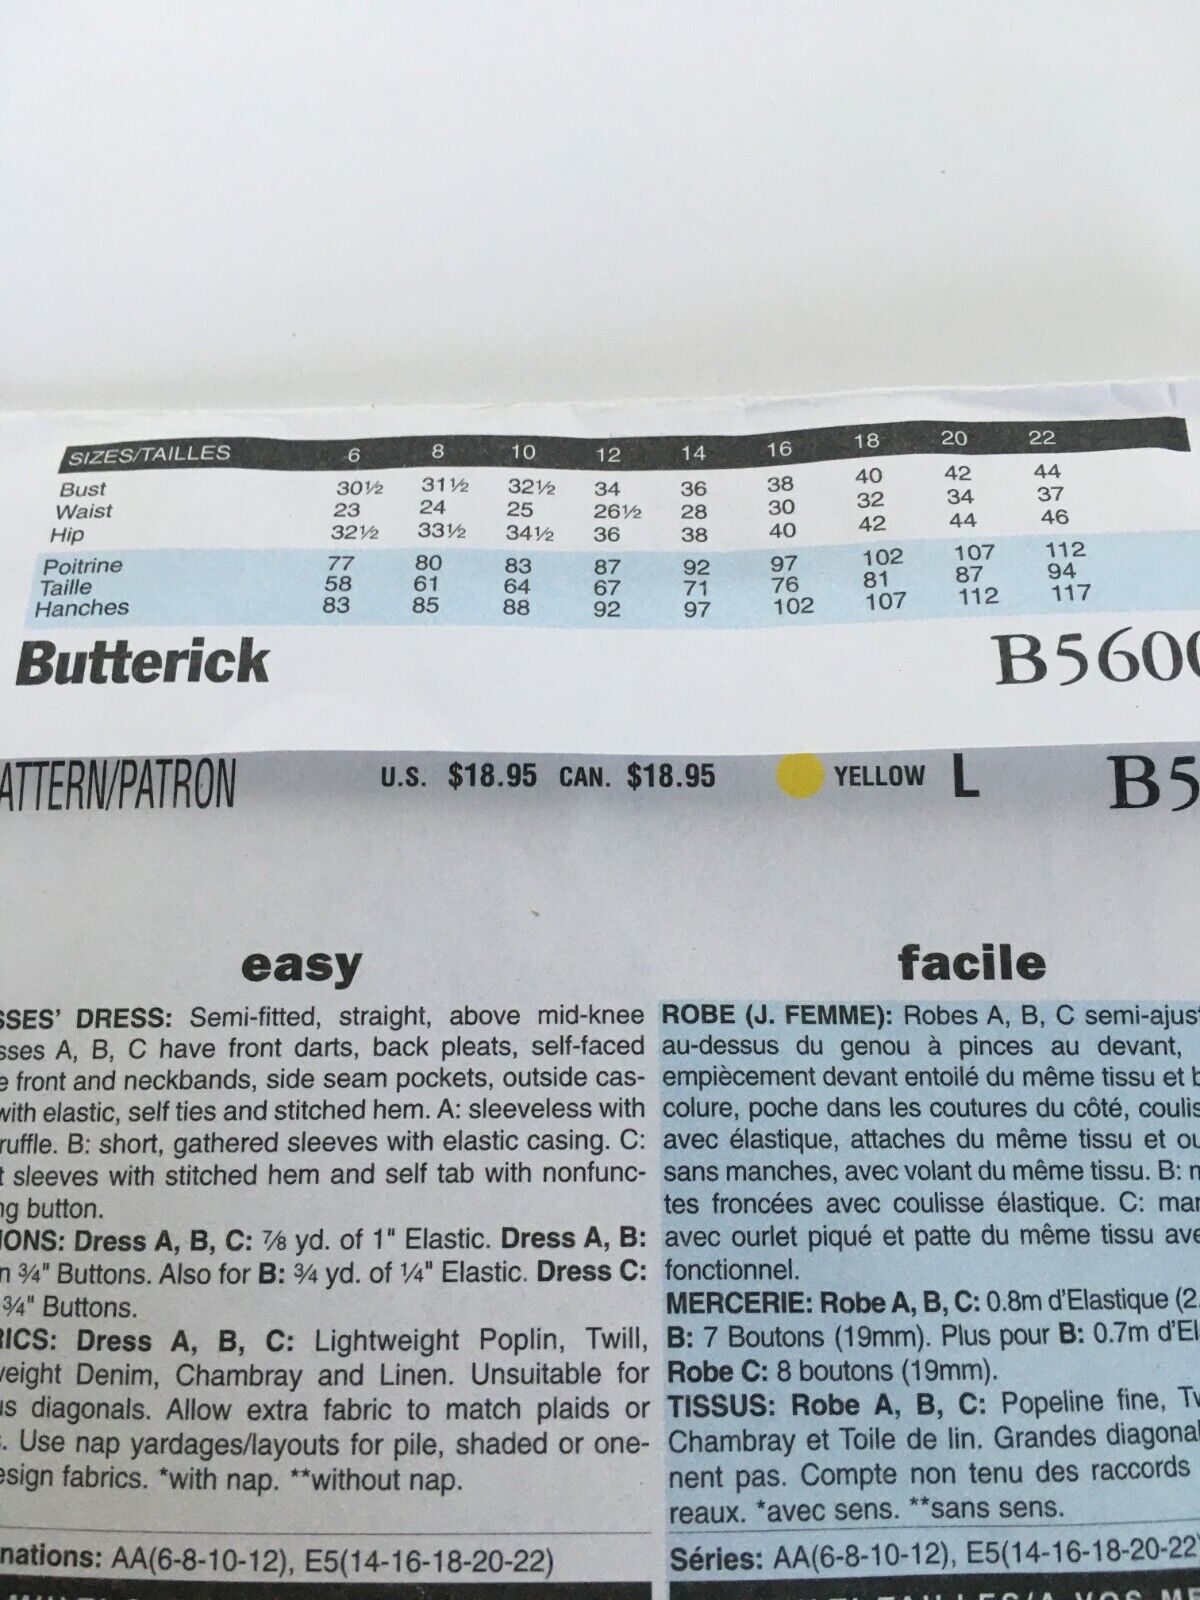 SIZES/TAILLES 6 8 10 12 14 16 18 20 22
Bust 30½ 31½ 32½ 34 36 38 40 42 44
Waist 23 24 25 26½ 28 30 32 34 37
Hip 32½ 33½ 34½ 36 38 40 42 44 46
Poitrine 77 80 83 87 92 97 102 107 112
Taille 58 61 64 67 71 76 81 87 94
Hanches 83 85 88 92 97 102 107 112 117
Butterick B560
ATTERN/PATRON U.S. $18.95 CAN. $18.95 YELLOW L B5
easy
SSES' DRESS: Semi-fitted, straight, above mid-knee
sses A, B, C have front darts, back pleats, self-faced
e front and neckbands, side seam pockets, outside cas-
with elastic, self ties and stitched hem. A: sleeveless with
ruffle. B: short, gathered sleeves with elastic casing. C:
t sleeves with stitched hem and self tab with nonfunc-
ng button.
IONS: Dress A, B, C: ⅞ yd. of 1" Elastic. Dress A, B:
n ¾" Buttons. Also for B: ¾ yd. of ¼" Elastic. Dress C:
¾" Buttons.
RICS: Dress A, B, C: Lightweight Poplin, Twill,
weight Denim, Chambray and Linen. Unsuitable for
us diagonals. Allow extra fabric to match plaids or
. Use nap yardages/layouts for pile, shaded or one-
esign fabrics. *with nap. **without nap.
nations: AA(6-8-10-12), E5(14-16-18-20-22)
facile
ROBE (J. FEMME): Robes A, B, C semi-ajust
au-dessus du genou à pinces au devant,
empiècement devant entoilé du même tissu et b
colure, poche dans les coutures du côté, coulis
avec élastique, attaches du même tissu et ou
sans manches, avec volant du même tissu. B: m
tes froncées avec coulisse élastique. C: man
avec ourlet piqué et patte du même tissu ave
fonctionnel.
MERCERIE: Robe A, B, C: 0.8m d'Elastique (2.
B: 7 Boutons (19mm). Plus pour B: 0.7m d'El
Robe C: 8 boutons (19mm).
TISSUS: Robe A, B, C: Popeline fine, Tw
Chambray et Toile de lin. Grandes diagonal
nent pas. Compte non tenu des raccords
reaux. *avec sens. **sans sens.
Séries: AA(6-8-10-12), E5(14-16-18-20-22